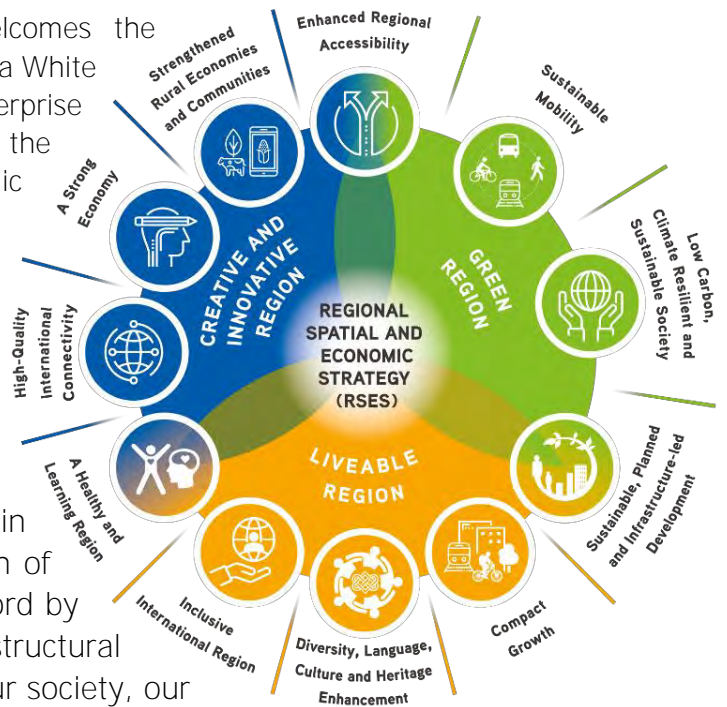 elcomes the
a White
erprise
the
ic
in
n of
ord by
structural
ur society, our
Enhanced Regional
Accessibility
Sustainable
Mobility
Low Carbon,
Climate Resilient and
Sustainable Society
Sustainable, Planned
and Infrastructure-led
Development
Compact
Growth
Diversity, Language,
Culture and Heritage
Enhancement
Inclusive
International Region
A Healthy and
Learning Region
High-Quality
International
Connectivity
A Strong
Economy
Strengthened
Rural Economies
and Communities
CREATIVE AND
INNOVATIVE
REGION
GREEN
REGION
LIVEABLE
REGION
REGIONAL
SPATIAL AND
ECONOMIC
STRATEGY
(RSES)